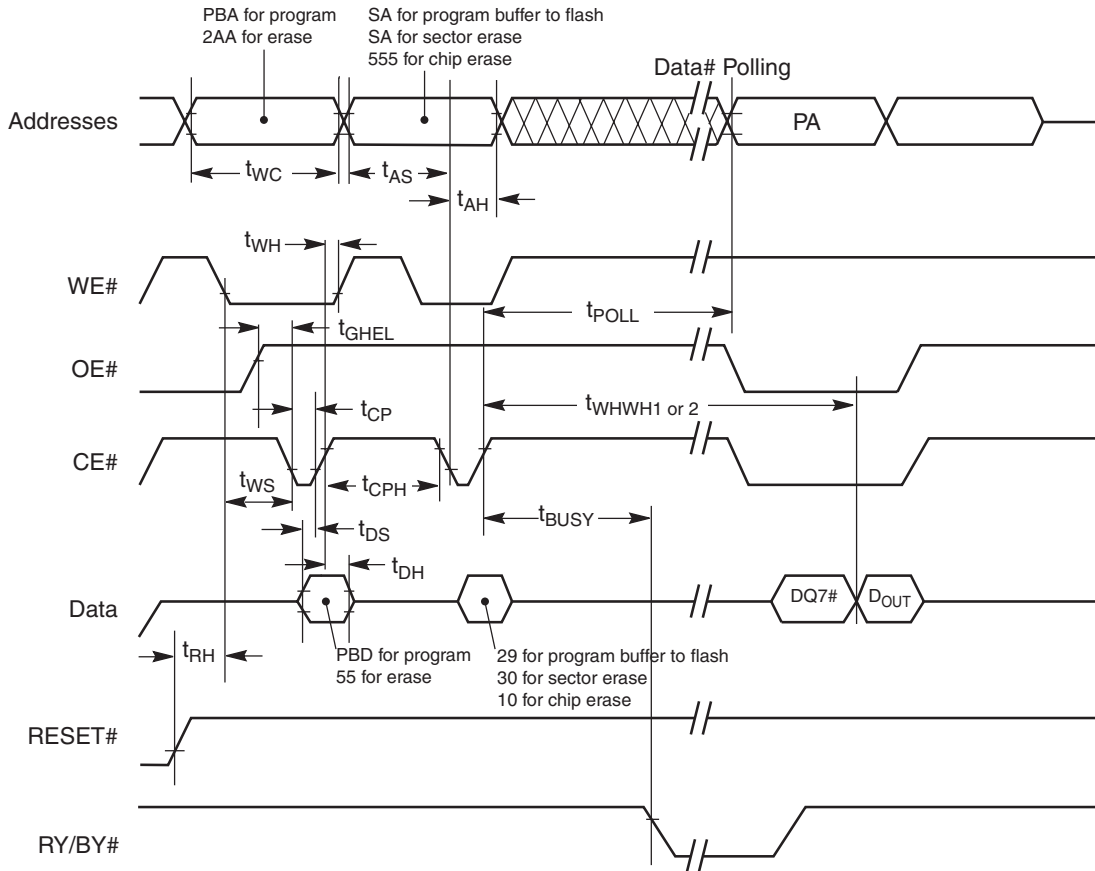 PBA for program
2AA for erase
SA for program buffer to flash
SA for sector erase
555 for chip erase
Data# Polling
Addresses
PA
tWC
tAS
tAH
tWH
WE#
tPOLL
tGHEL
OE#
tWHWH1 or 2
tCP
CE#
tWS
tCPH
tBUSY
tDS
tDH
Data
DQ7#
DOUT
tRH
PBD for program
55 for erase
29 for program buffer to flash
30 for sector erase
10 for chip erase
RESET#
RY/BY#